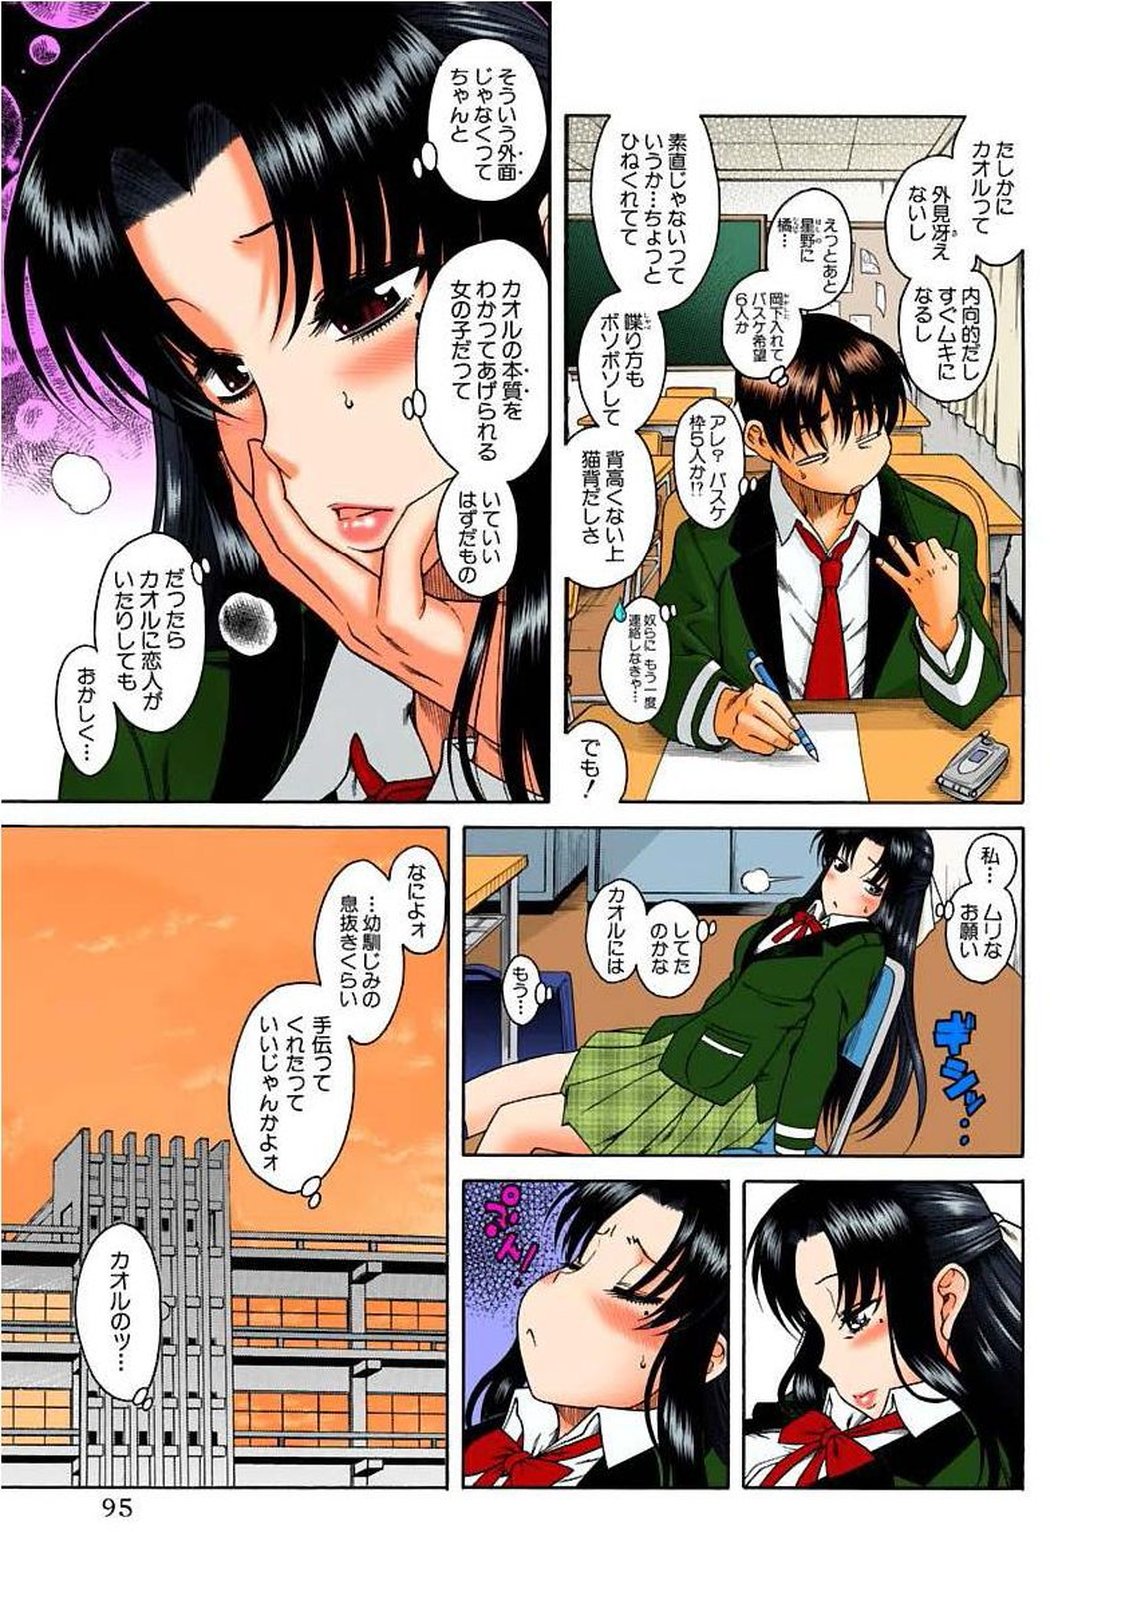 たしかに
カオルって
外見冴え
ないし
内向的だし
すぐムキに
なるし
えっとあと
星野に
橘…
岡下入れて
バスケ希望
6人か
アレ？バスケ
枠5人か!?
素直じゃないって
いうか…ちょっと
ひねくれてて
喋り方も
ボソボソして
背高くない上
猫背だしさ
奴らに もう一度
連絡しなきゃ…
でも！
そういう外面
じゃなくって
ちゃんと
カオルの本質を
わかってあげられる
女の子だって
いていい
はずだもの
だったら
カオルに恋人が
いたりしても
おかしく…
私…
ムリな
お願い
してた
のかな
カオルには
もう…
ギシッ…
プンッ！
なによォ
…幼馴じみの
息抜きくらい
手伝って
くれたって
いいじゃんかよォ
カオルのッ…
95